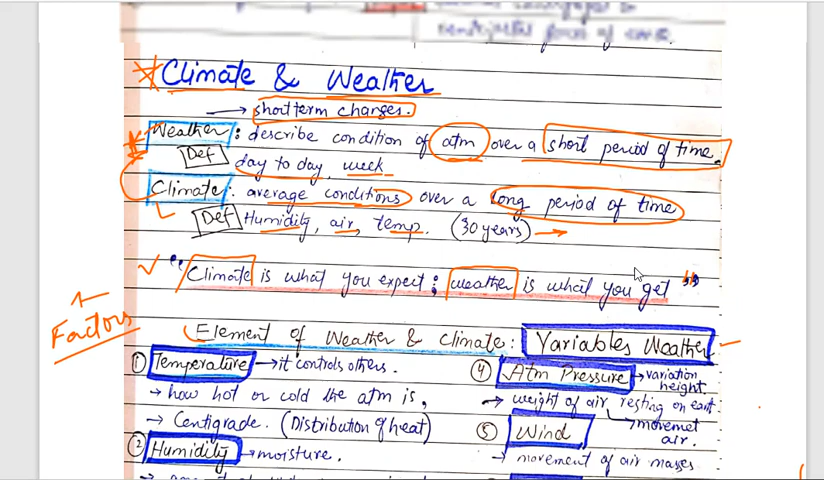 Climate & Weather
→ short term changes.
Weather : describe condition of atm over a short period of time.
Def day to day, week
Climate : average conditions over a long period of time
Def Humidity, air, temp. (30 years) →
"Climate is what you expect ; weather is what you get"
Factors
Element of Weather & Climate : Variables Weather
① Temperature → it controls others.
→ how hot or cold the atm is,
→ Centigrade. (Distribution of heat)
② Humidity → moisture.
④ Atm Pressure → variation
height.
→ weight of air resting on eart
→ movemet
air.
⑤ Wind
→ movement of air masses